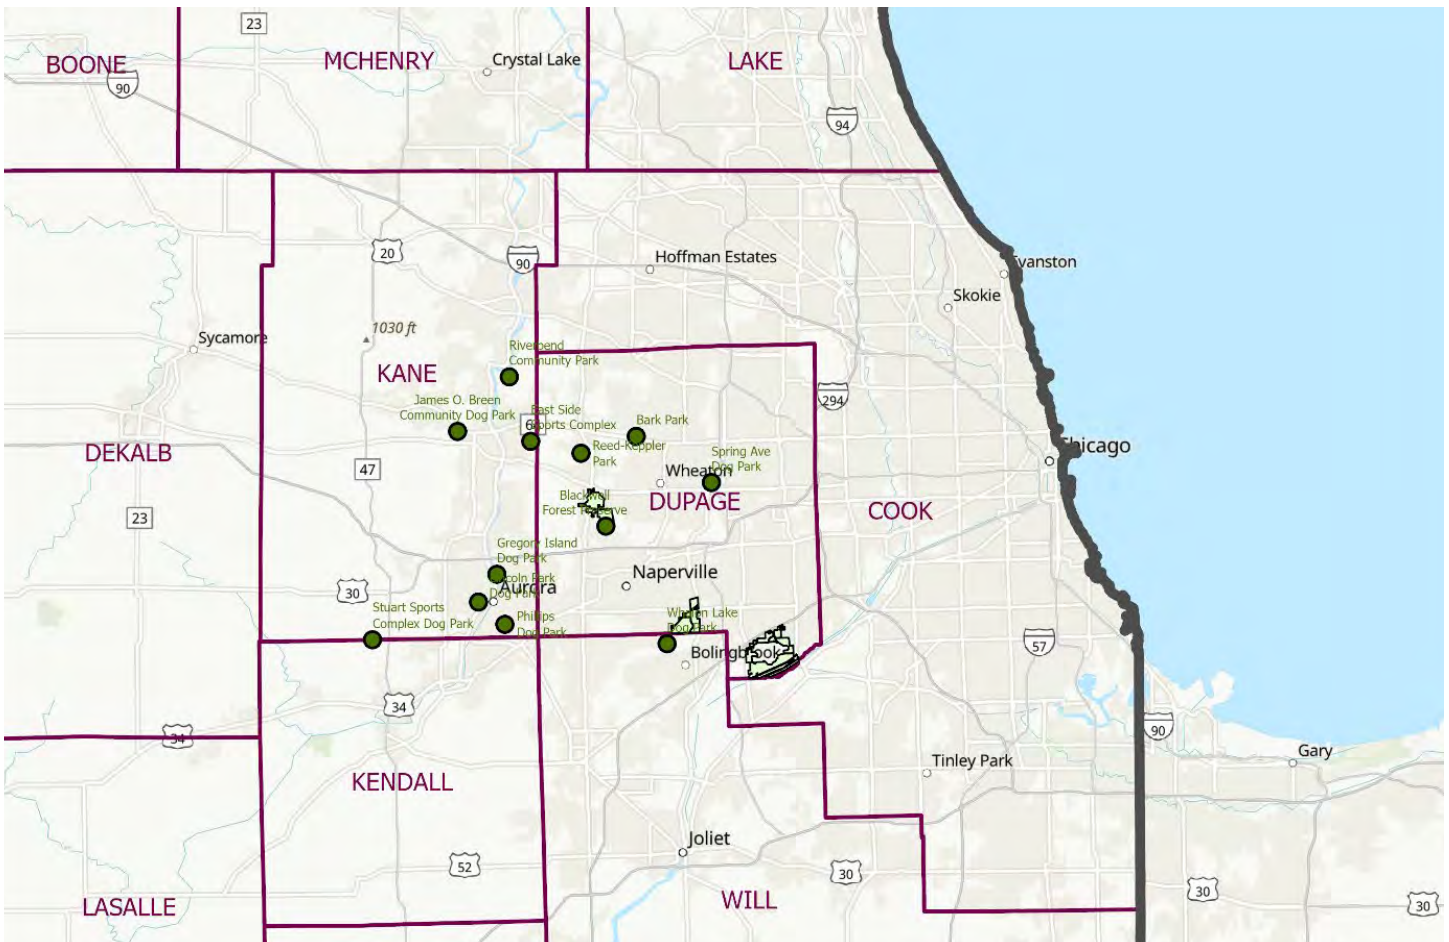 23
BOONE
MCHENRY
Crystal Lake
LAKE
90
94
20
90
Hoffman Estates
Evanston
Skokie
1030 ft
Sycamore
Riverbend
Community Park
KANE
294
James O. Breen
Community Dog Park
East Side
Sports Complex
6
Bark Park
Reed-Keppler
Park
Spring Ave
Dog Park
Chicago
DEKALB
47
Wheaton
DUPAGE
COOK
Blackwell
Forest Preserve
23
Gregory Island
Dog Park
Lincoln Park
Dog Park
Aurora
Naperville
30
Stuart Sports
Complex Dog Park
Phillips
Dog Park
Whalen Lake
Dog Park
Bolingbrook
57
34
34
90
Gary
Tinley Park
KENDALL
Joliet
52
30
WILL
30
30
LASALLE